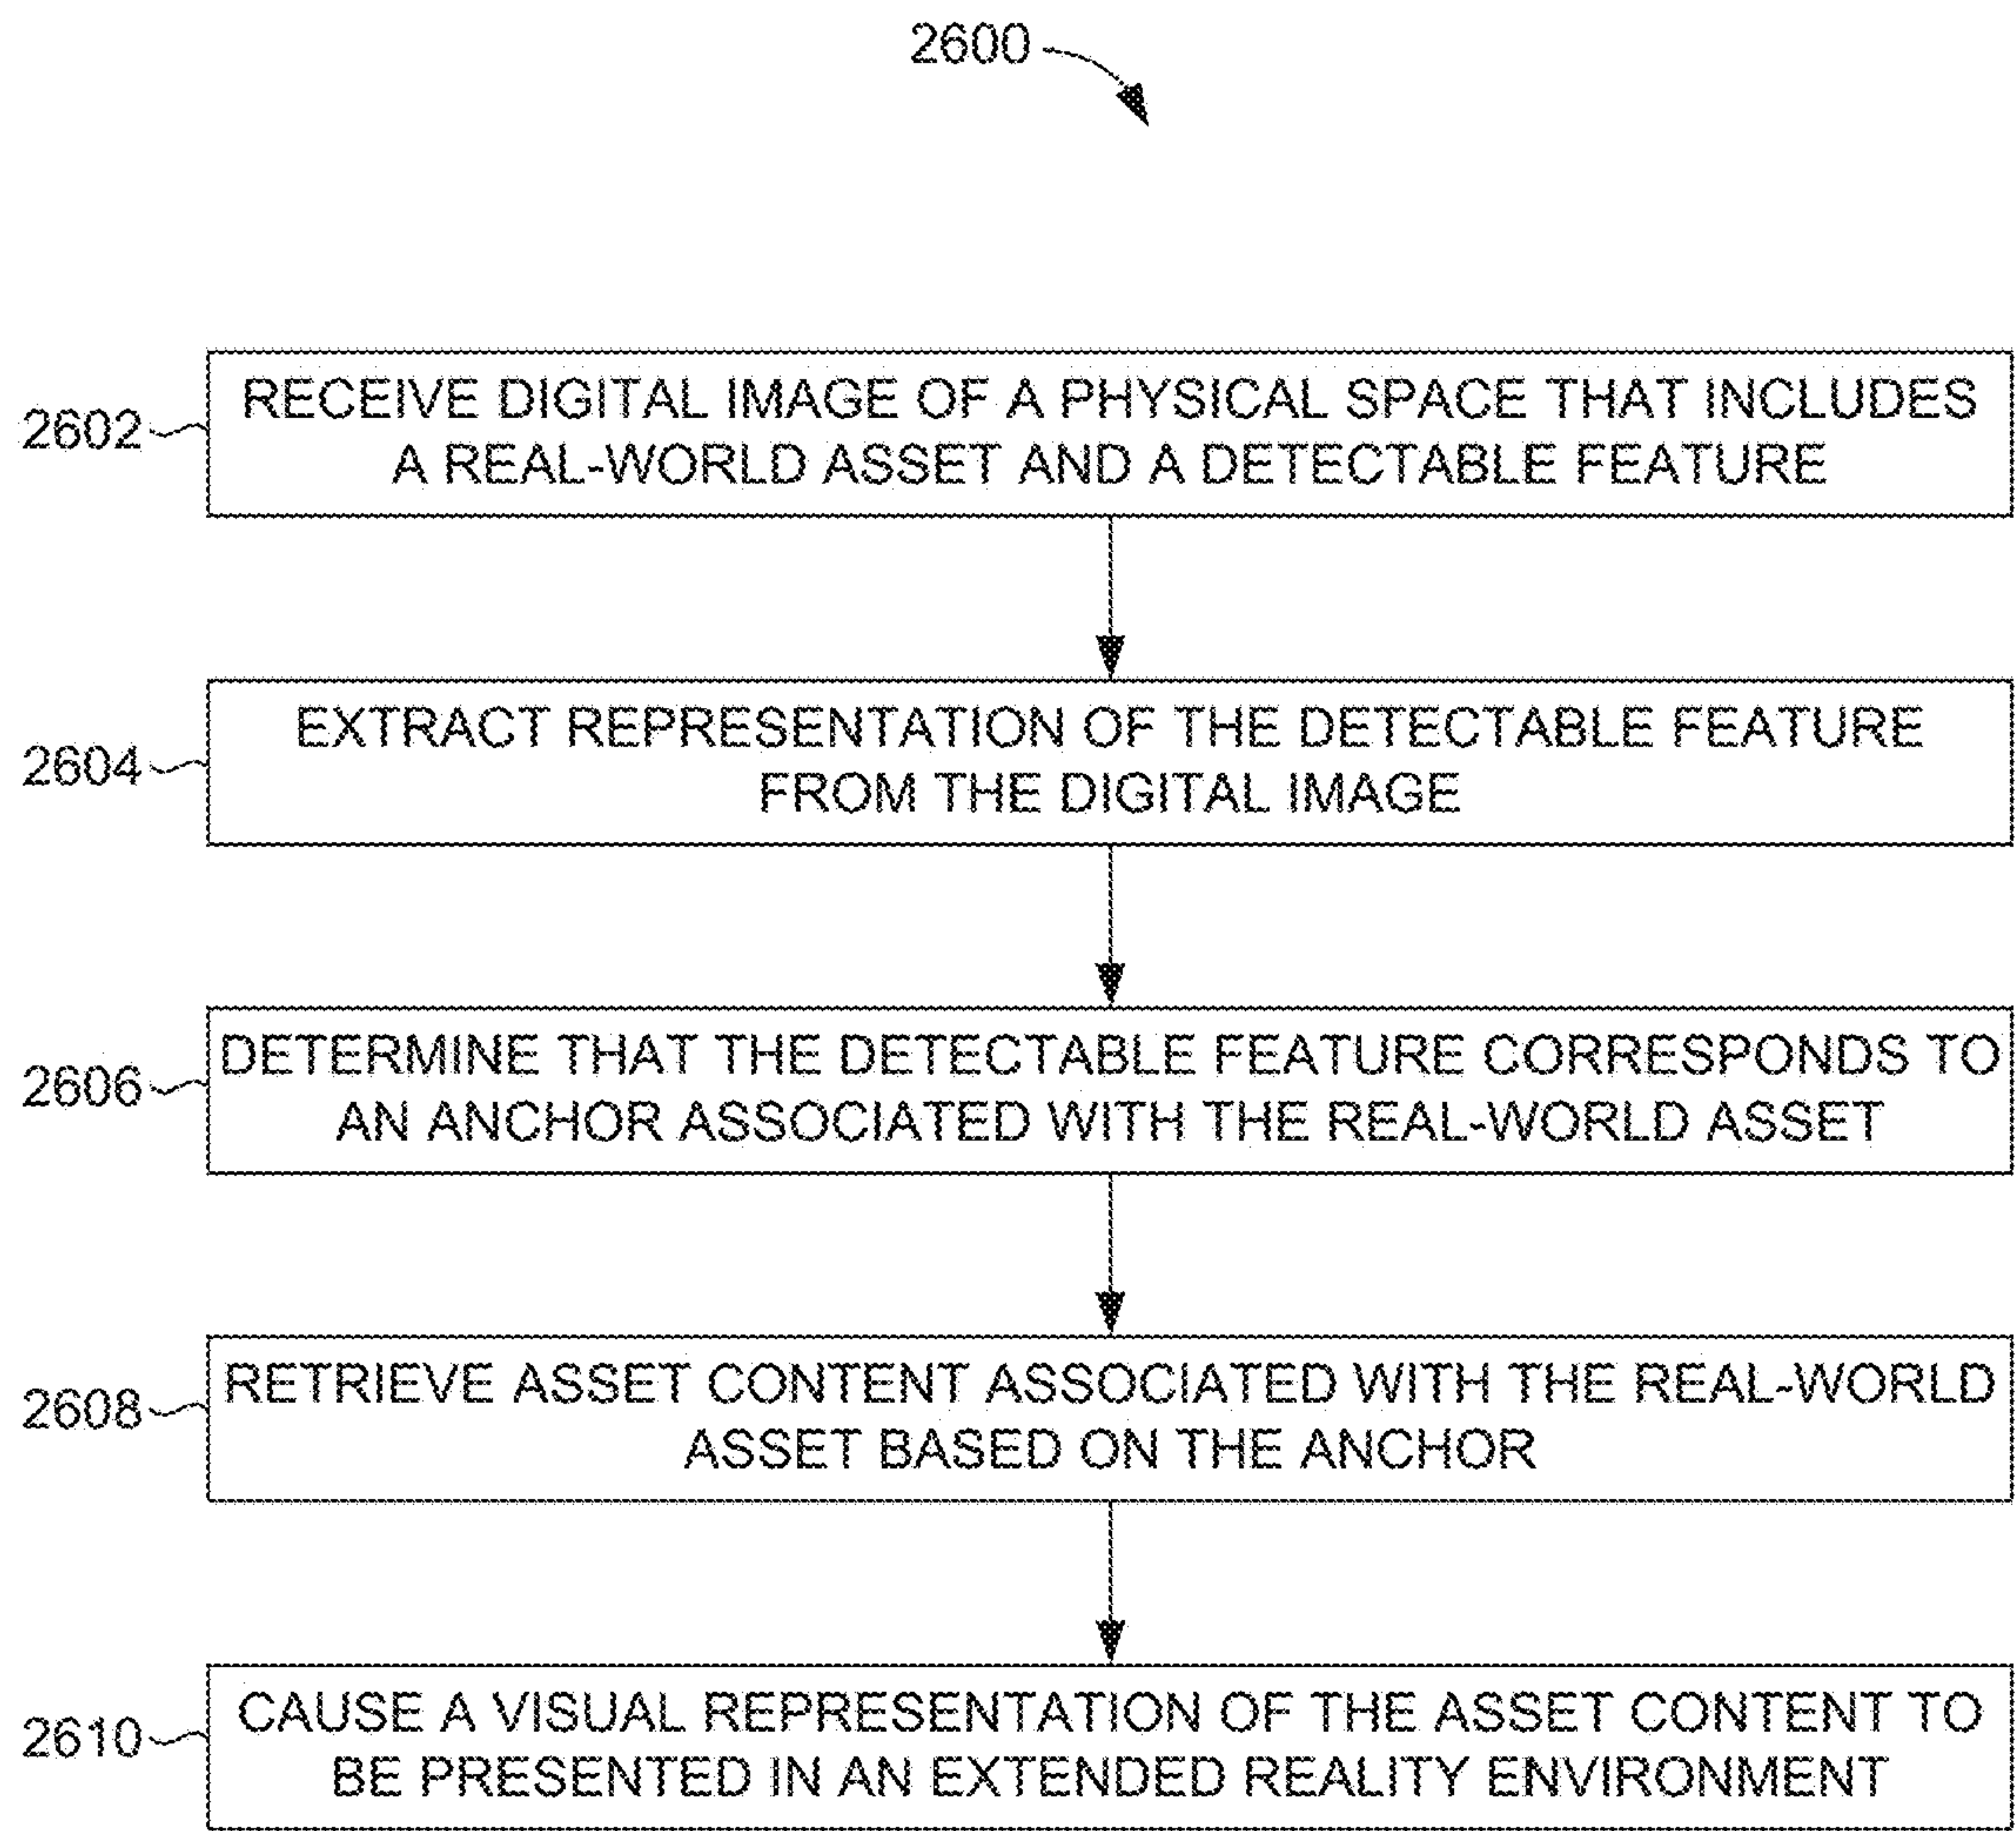 2600
2602
RECEIVE DIGITAL IMAGE OF A PHYSICAL SPACE THAT INCLUDES
A REAL-WORLD ASSET AND A DETECTABLE FEATURE
2604
EXTRACT REPRESENTATION OF THE DETECTABLE FEATURE
FROM THE DIGITAL IMAGE
2606
DETERMINE THAT THE DETECTABLE FEATURE CORRESPONDS TO
AN ANCHOR ASSOCIATED WITH THE REAL-WORLD ASSET
2608
RETRIEVE ASSET CONTENT ASSOCIATED WITH THE REAL-WORLD
ASSET BASED ON THE ANCHOR
2610
CAUSE A VISUAL REPRESENTATION OF THE ASSET CONTENT TO
BE PRESENTED IN AN EXTENDED REALITY ENVIRONMENT